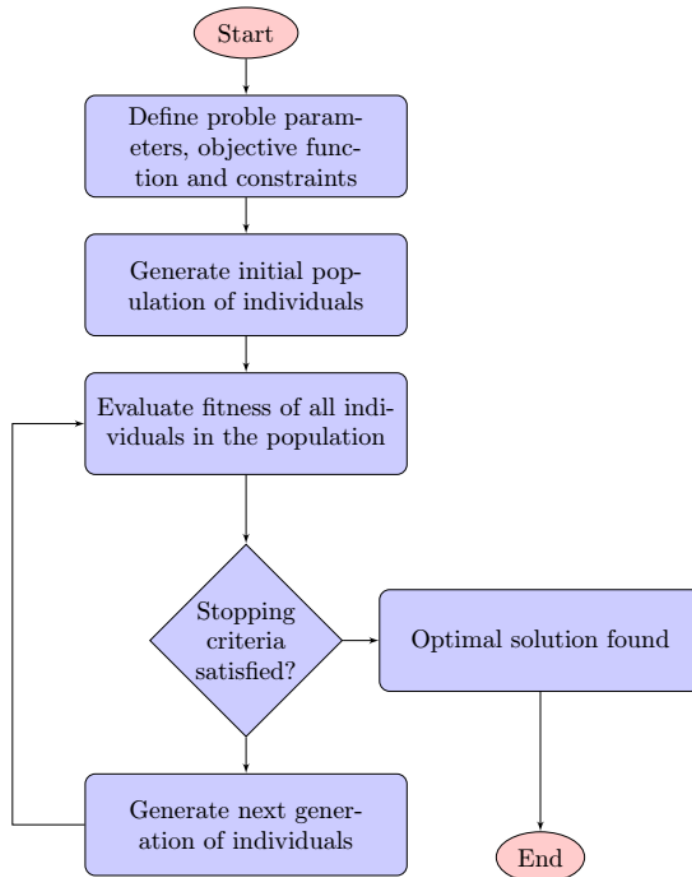 Start
Define proble param-
eters, objective func-
tion and constraints
Generate initial pop-
ulation of individuals
Evaluate fitness of all indi-
viduals in the population
Stopping
criteria
satisfied?
Optimal solution found
Generate next gener-
ation of individuals
End